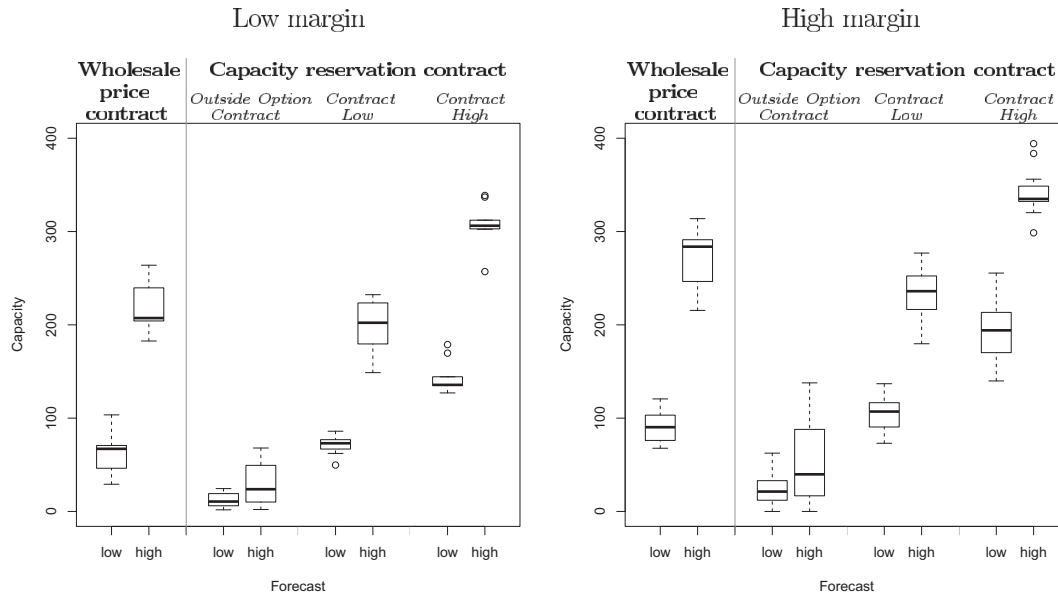 Low margin
Wholesale
price
contract
Capacity reservation contract
Outside Option
Contract
Contract
Low
Contract
High
Capacity
0
100
200
300
400
low
high
low
high
low
high
low
high
Forecast
High margin
Wholesale
price
contract
Capacity reservation contract
Outside Option
Contract
Contract
Low
Contract
High
Capacity
0
100
200
300
400
low
high
low
high
low
high
low
high
Forecast